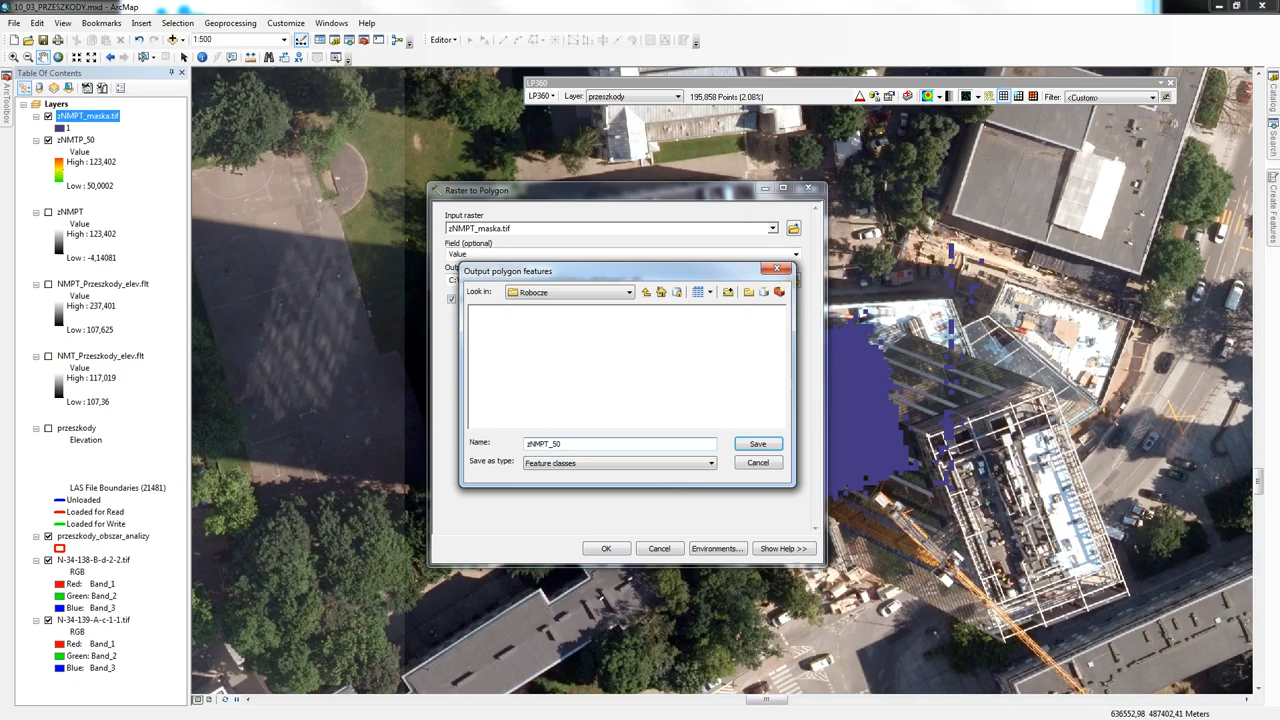 10_03_PRZESZKODY.mxd - ArcMap
File Edit View Bookmarks Insert Selection Geoprocessing Customize Windows Help
1:500 Editor
Table Of Contents
ArcToolbox
Layers
zNMPT_maska.tif
1
zNMTP_50
Value
High : 123,402
Low : 50,0002
zNMPT
Value
High : 123,402
Low : -4,14081
NMPT_Przeszkody_elev.flt
Value
High : 237,401
Low : 107,625
NMT_Przeszkody_elev.flt
Value
High : 117,019
Low : 107,36
przeszkody
Elevation
LAS File Boundaries (21481)
Unloaded
Loaded for Read
Loaded for Write
przeszkody_obszar_analizy
N-34-138-B-d-2-2.tif
RGB
Red: Band_1
Green: Band_2
Blue: Band_3
N-34-139-A-c-1-1.tif
RGB
Red: Band_1
Green: Band_2
Blue: Band_3
LP360
LP360 Layer: przeszkody 195,858 Points (2.08%) Filter: <Custom>
Raster to Polygon
Input raster
zNMPT_maska.tif
Field (optional)
Value
Output polygon features
Look in: Robocze
Name: zNMPT_50 Save
Save as type: Feature classes Cancel
OK Cancel Environments... Show Help >>
Catalog
Search
Create Features
636552,98 487402,41 Meters